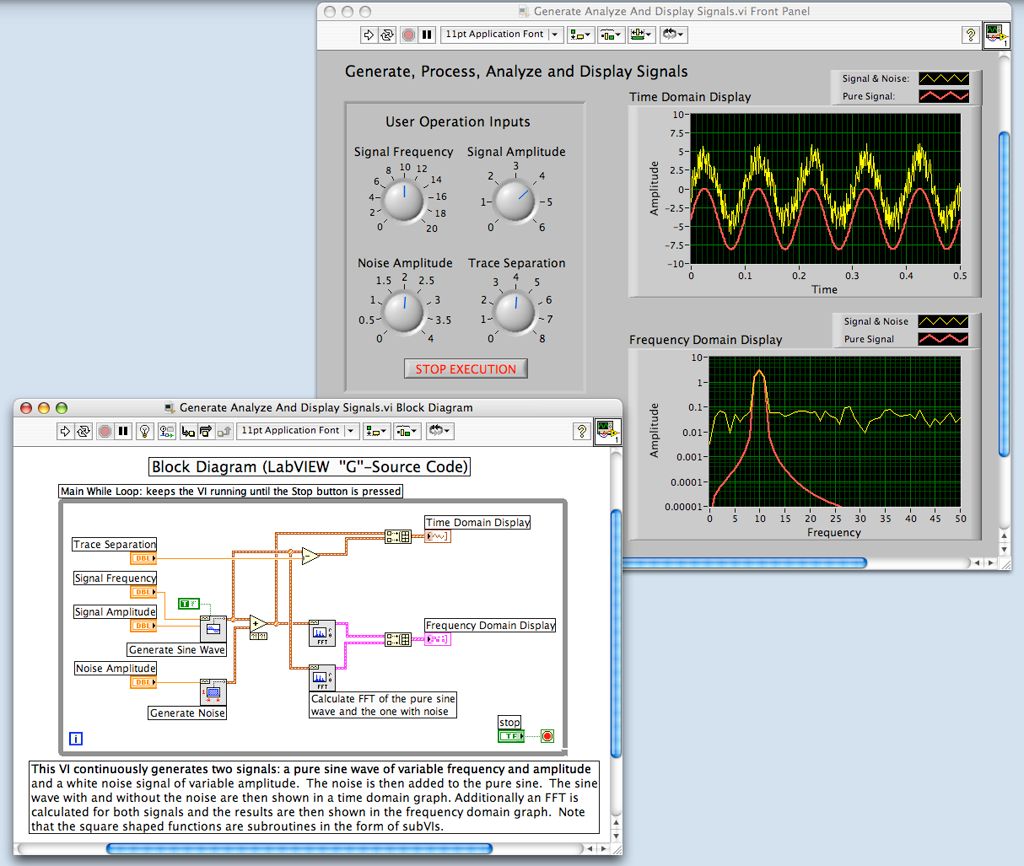 Generate Analyze And Display Signals.vi Front Panel
11pt Application Font
?
1
Generate, Process, Analyze and Display Signals
User Operation Inputs
Signal Frequency
0 2 4 6 8 10 12 14 16 18 20
Signal Amplitude
0 1 2 3 4 5 6
Noise Amplitude
0 0.5 1 1.5 2 2.5 3 3.5 4
Trace Separation
0 1 2 3 4 5 6 7 8
STOP EXECUTION
Time Domain Display
Signal & Noise:
Pure Signal:
Amplitude
10
7.5
5
2.5
0
-2.5
-5
-7.5
-10
0 0.1 0.2 0.3 0.4 0.5
Time
Frequency Domain Display
Signal & Noise
Pure Signal
Amplitude
10
1
0.1
0.01
0.001
0.0001
0.00001
0 5 10 15 20 25 30 35 40 45 50
Frequency
Generate Analyze And Display Signals.vi Block Diagram
11pt Application Font
?
1
Block Diagram (LabVIEW "G"-Source Code)
Main While Loop: keeps the VI running until the Stop button is pressed
Trace Separation
DBL
Signal Frequency
DBL
Signal Amplitude
DBL
T F
Generate Sine Wave
Noise Amplitude
DBL
Generate Noise
Time Domain Display
FFT
Frequency Domain Display
FFT
Calculate FFT of the pure sine
wave and the one with noise
stop
TF
i
This VI continuously generates two signals: a pure sine wave of variable frequency and amplitude
and a white noise signal of variable amplitude. The noise is then added to the pure sine. The sine
wave with and without the noise are then shown in a time domain graph. Additionally an FFT is
calculated for both signals and the results are then shown in the frequency domain graph. Note
that the square shaped functions are subroutines in the form of subVIs.